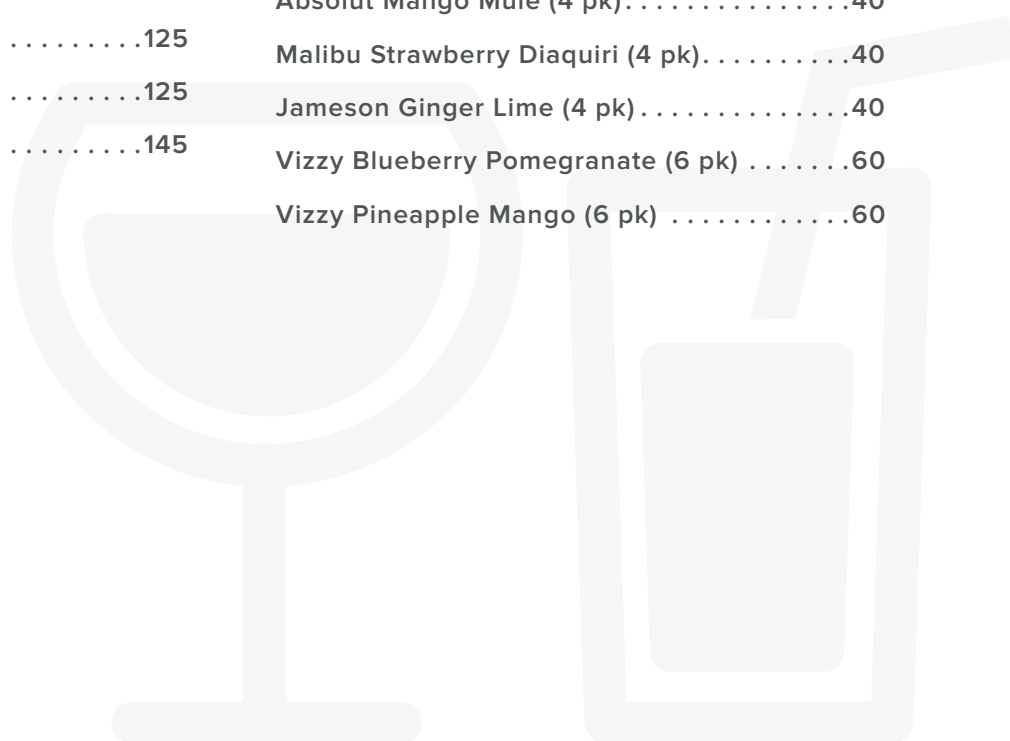 . . . . . . . . .125
. . . . . . . . .125
. . . . . . . . .145
Absolut Mango Mule (4 pk). . . . . . . . . . . . . . .40
Malibu Strawberry Diaquiri (4 pk). . . . . . . . . .40
Jameson Ginger Lime (4 pk) . . . . . . . . . . . . . .40
Vizzy Blueberry Pomegranate (6 pk) . . . . . . .60
Vizzy Pineapple Mango (6 pk) . . . . . . . . . . . .60